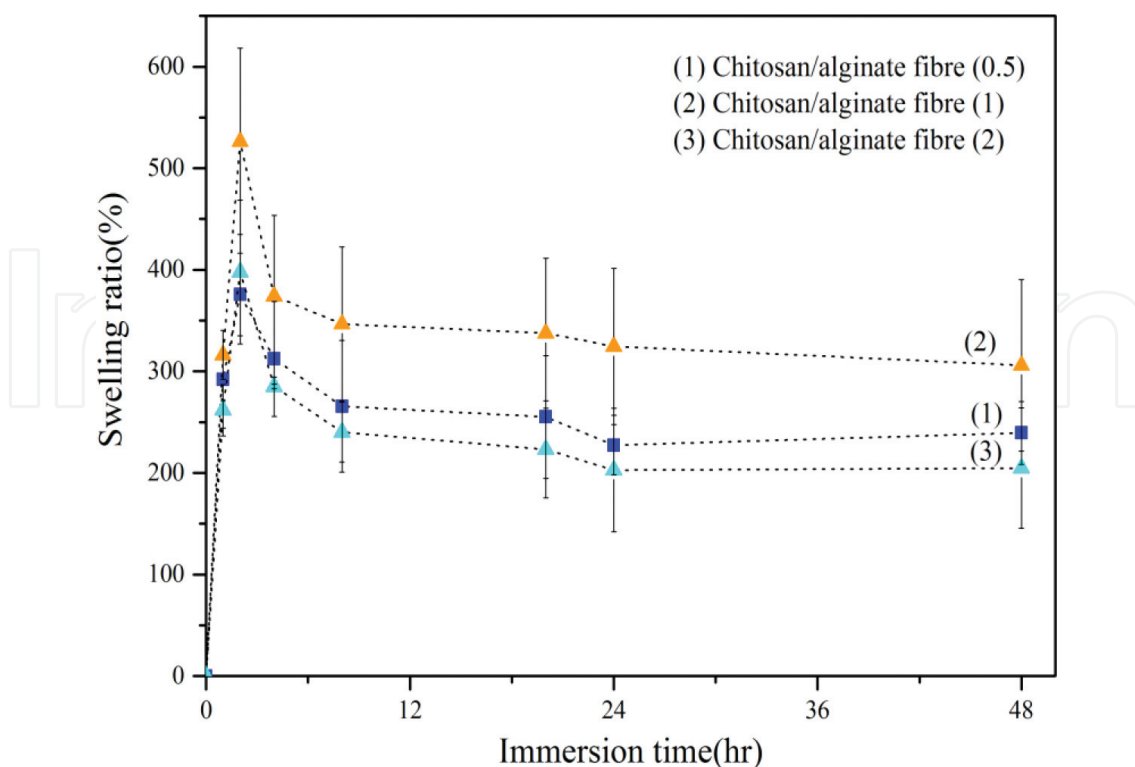 600
500
400
300
200
100
0
Swelling ratio(%)
(1) Chitosan/alginate fibre (0.5)
(2) Chitosan/alginate fibre (1)
(3) Chitosan/alginate fibre (2)
(2)
(1)
(3)
0 12 24 36 48
Immersion time(hr)